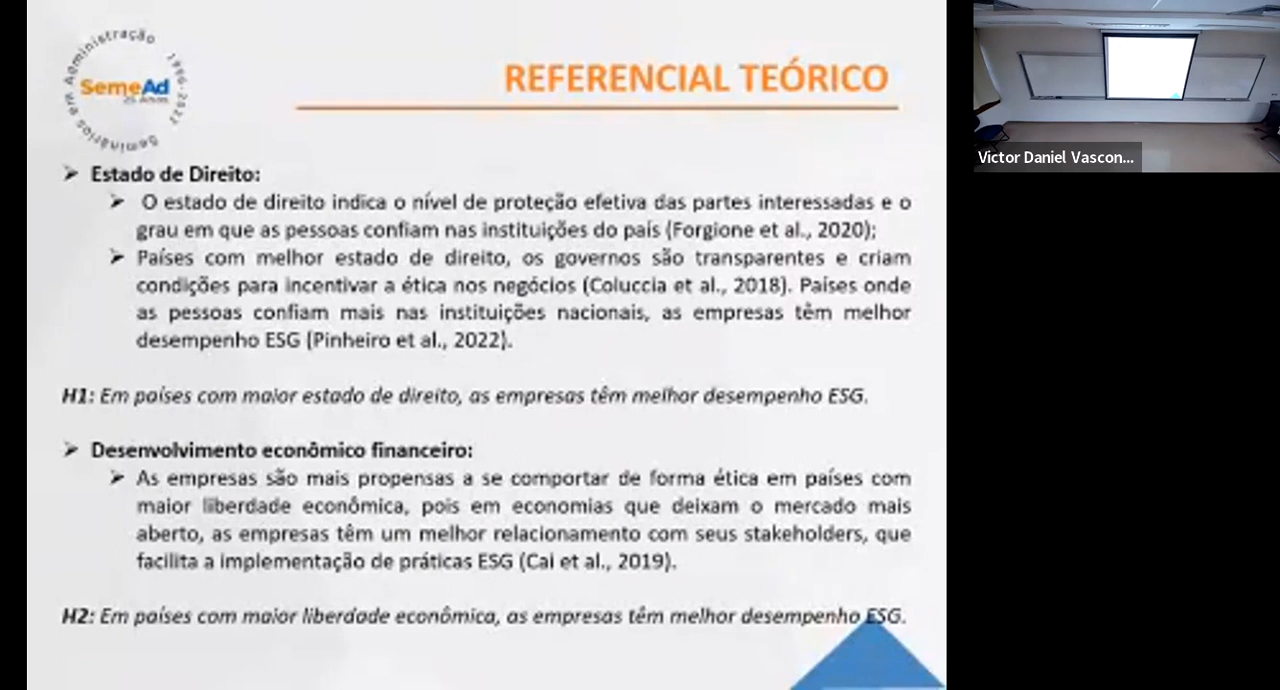 Seminários em Administração 1996-2022
SemeAd
25 Anos
REFERENCIAL TEÓRICO
➢ Estado de Direito:
➢ O estado de direito indica o nível de proteção efetiva das partes interessadas e o
grau em que as pessoas confiam nas instituições do país (Forgione et al., 2020);
➢ Países com melhor estado de direito, os governos são transparentes e criam
condições para incentivar a ética nos negócios (Coluccia et al., 2018). Países onde
as pessoas confiam mais nas instituições nacionais, as empresas têm melhor
desempenho ESG (Pinheiro et al., 2022).
H1: Em países com maior estado de direito, as empresas têm melhor desempenho ESG.
➢ Desenvolvimento econômico financeiro:
➢ As empresas são mais propensas a se comportar de forma ética em países com
maior liberdade econômica, pois em economias que deixam o mercado mais
aberto, as empresas têm um melhor relacionamento com seus stakeholders, que
facilita a implementação de práticas ESG (Cai et al., 2019).
H2: Em países com maior liberdade econômica, as empresas têm melhor desempenho ESG.
Victor Daniel Vascon...